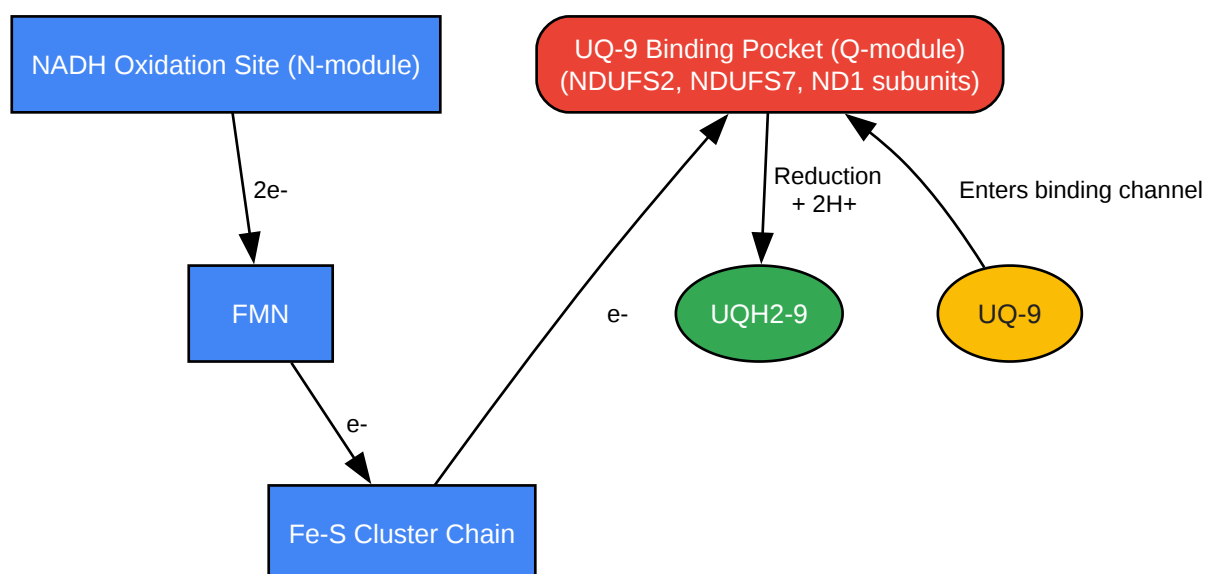 NADH Oxidation Site (N-module)
UQ-9 Binding Pocket (Q-module)
(NDUFS2, NDUFS7, ND1 subunits)
2e-
Reduction
+ 2H+
Enters binding channel
FMN
e-
UQH2-9
UQ-9
e-
Fe-S Cluster Chain